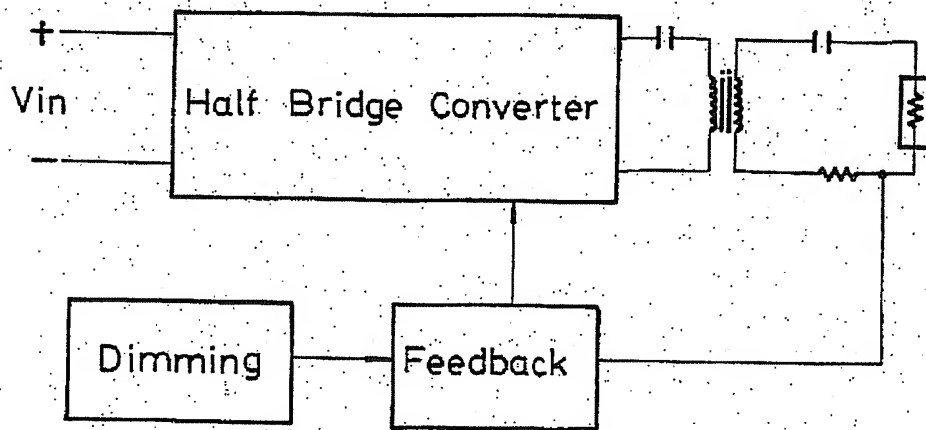 +
Vin
−
Half Bridge Converter
Dimming
Feedback